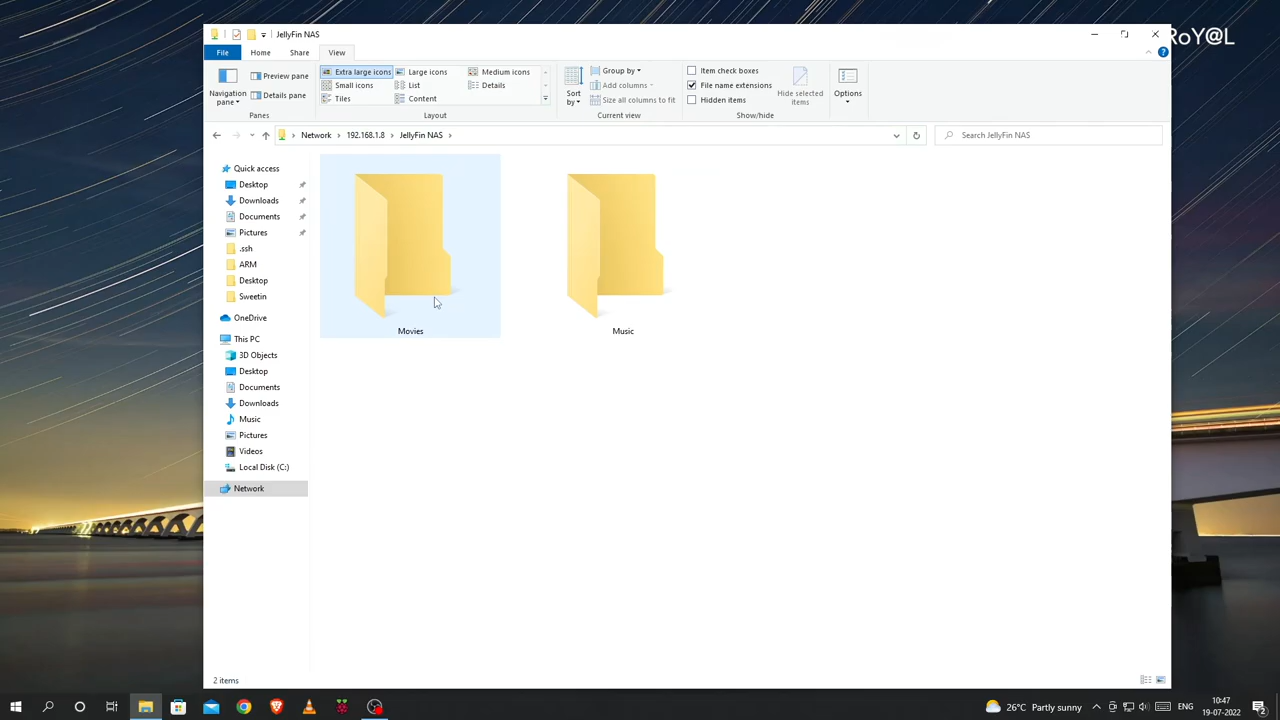 JellyFin NAS
RoY@L
File Home Share View
Extra large icons Large icons Medium icons
Small icons List Details
Tiles Content
Preview pane
Details pane
Navigation pane
Panes
Layout
Sort by
Group by
Add columns
Size all columns to fit
Current view
Item check boxes
File name extensions
Hidden items
Hide selected items
Show/hide
Options
Network 192.168.1.8 JellyFin NAS
Search JellyFin NAS
Quick access
Desktop
Downloads
Documents
Pictures
.ssh
ARM
Desktop
Sweetin
OneDrive
This PC
3D Objects
Desktop
Documents
Downloads
Music
Pictures
Videos
Local Disk (C:)
Network
Movies
Music
2 items
26°C Partly sunny
ENG
10:47
19-07-2022
2